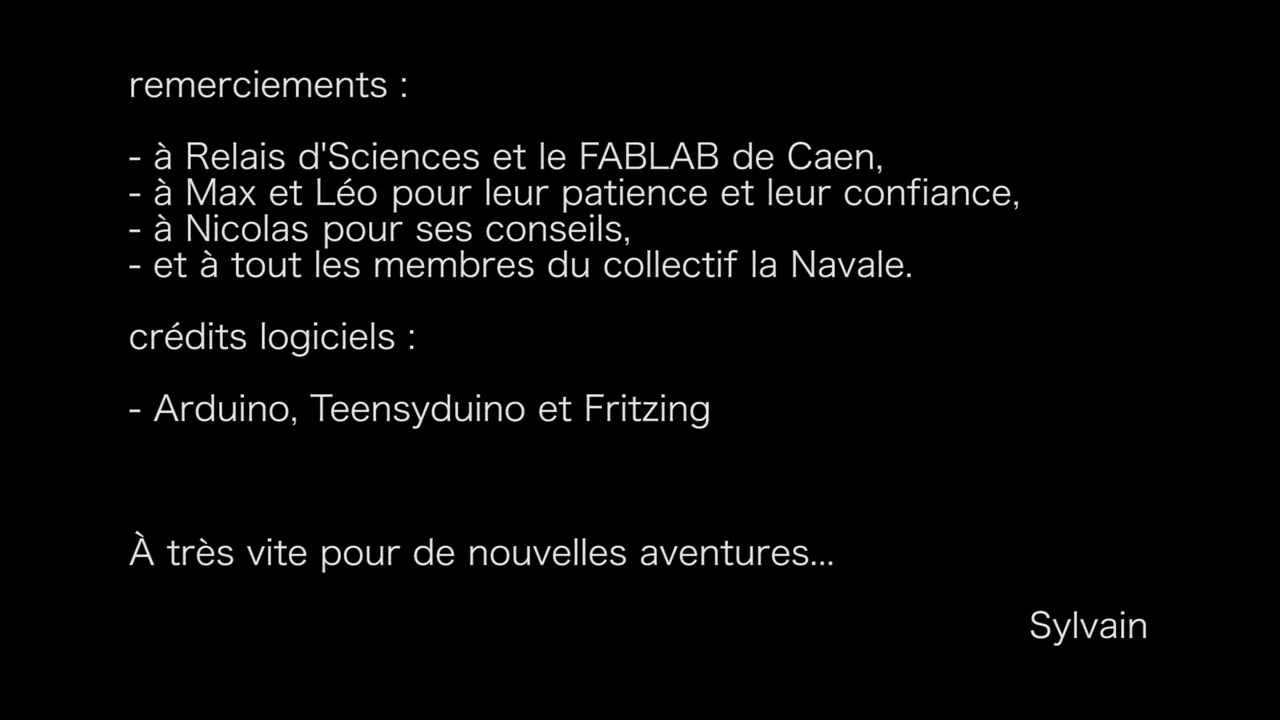 remerciements :
- à Relais d'Sciences et le FABLAB de Caen,
- à Max et Léo pour leur patience et leur confiance,
- à Nicolas pour ses conseils,
- et à tout les membres du collectif la Navale.
crédits logiciels :
- Arduino, Teensyduino et Fritzing
À très vite pour de nouvelles aventures...
Sylvain